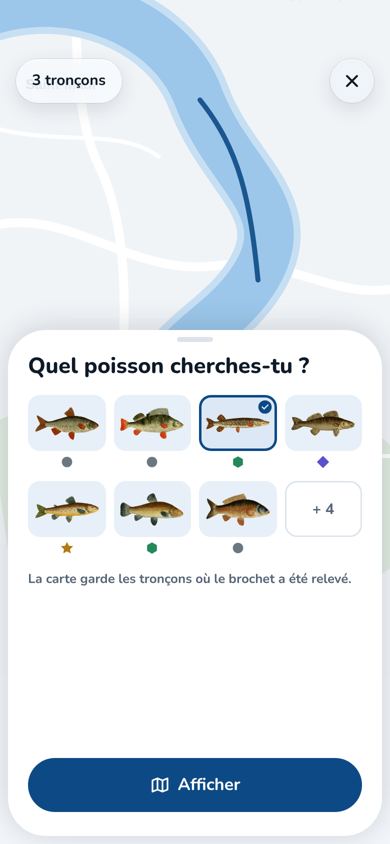 3 tronçons
Quel poisson cherches-tu ?
+ 4
La carte garde les tronçons où le brochet a été relevé.
Afficher